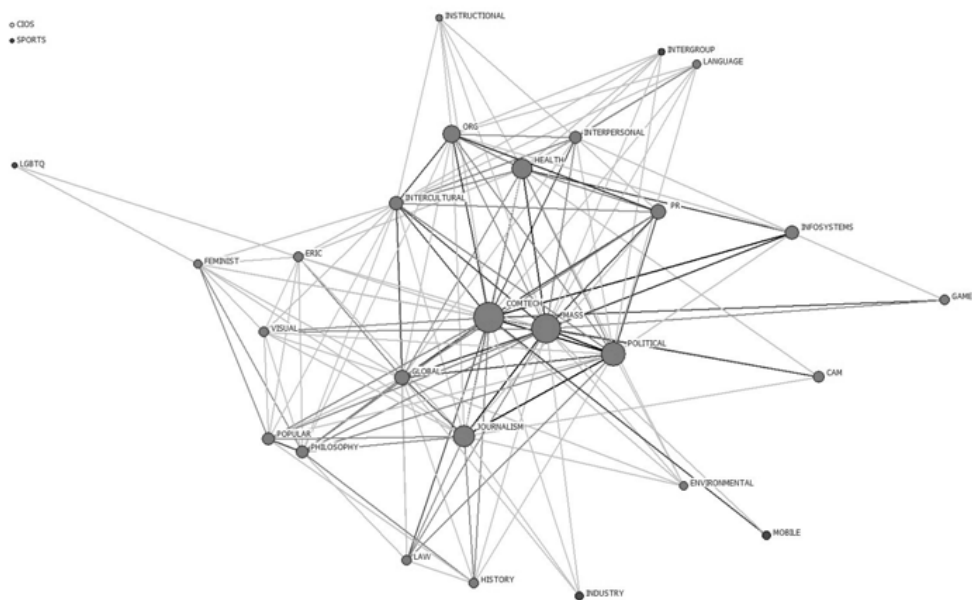 INSTRUCTIONAL
CIOS
SPORTS
INTERGROUP
LANGUAGE
ORG
INTERPERSONAL
HEALTH
LGBTQ
INTERCULTURAL
PR
INFOSYSTEMS
ERIC
FEMINIST
GAME
COMTECH
MASS
VISUAL
POLITICAL
GLOBAL
CAM
JOURNALISM
POPULAR
PHILOSOPHY
ENVIRONMENTAL
MOBILE
LAW
HISTORY
INDUSTRY